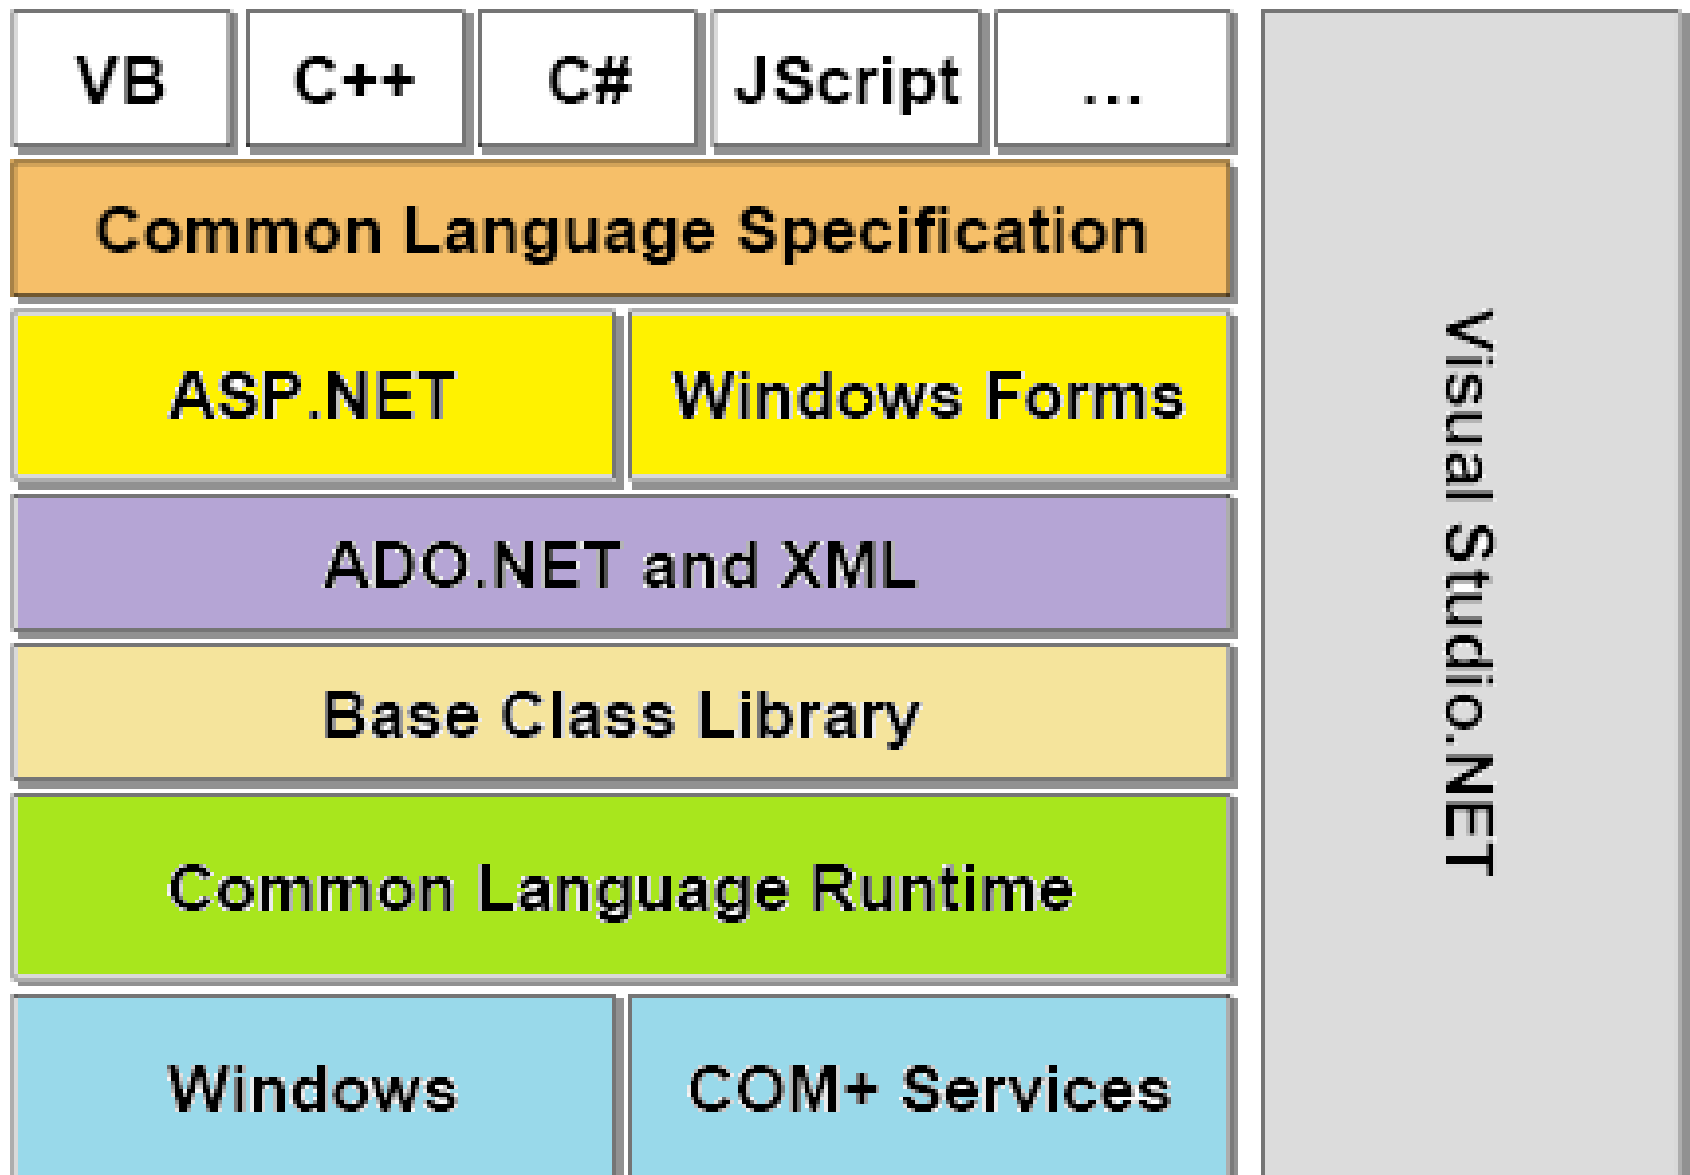 VB
C++
C#
JScript
...
Common Language Specification
ASP.NET
Windows Forms
ADO.NET and XML
Base Class Library
Common Language Runtime
Windows
COM+ Services
Visual Studio.NET